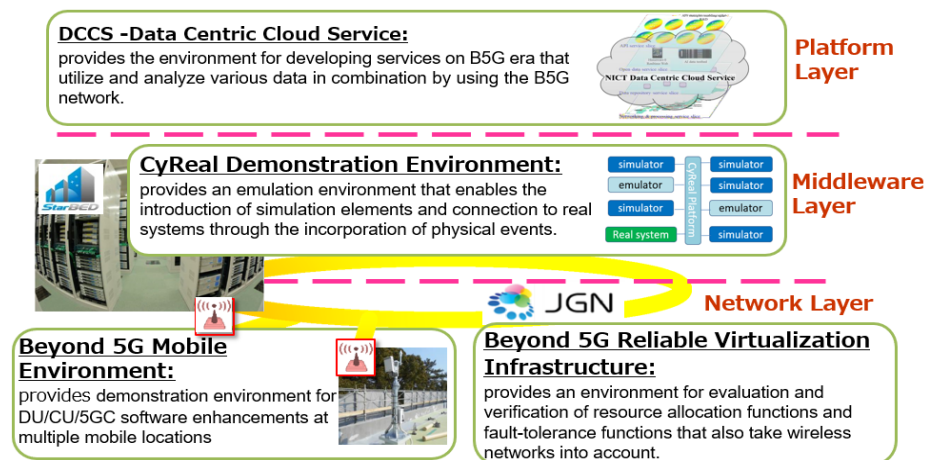 DCCS -Data Centric Cloud Service:
provides the environment for developing services on B5G era that
utilize and analyze various data in combination by using the B5G
network.
NICT Data Centric Cloud Service
Platform
Layer
StarBED
CyReal Demonstration Environment:
provides an emulation environment that enables the
introduction of simulation elements and connection to real
systems through the incorporation of physical events.
simulator
emulator
simulator
Real system
CyReal Platform
simulator
simulator
emulator
simulator
Middleware
Layer
JGN
Network Layer
Beyond 5G Mobile
Environment:
provides demonstration environment for
DU/CU/5GC software enhancements at
multiple mobile locations
Beyond 5G Reliable Virtualization
Infrastructure:
provides an environment for evaluation and
verification of resource allocation functions and
fault-tolerance functions that also take wireless
networks into account.